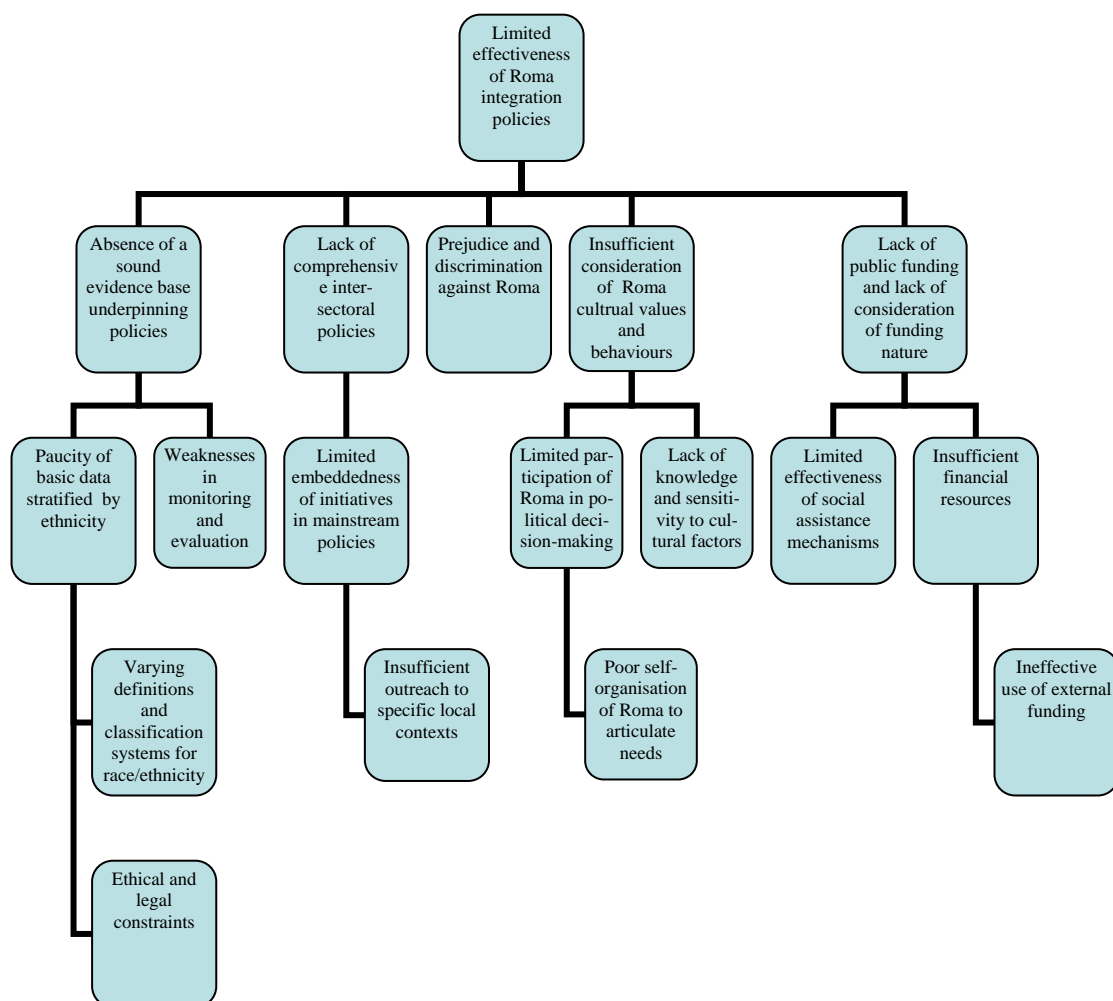 Limited
effectiveness
of Roma
integration
policies
Absence of a
sound
evidence base
underpinning
policies
Lack of
comprehensiv
e inter-
sectoral
policies
Prejudice and
discrimination
against Roma
Insufficient
consideration
of Roma
cultrual values
and
behaviours
Lack of
public funding
and lack of
consideration
of funding
nature
Paucity of
basic data
stratified by
ethnicity
Weaknesses
in
monitoring
and
evaluation
Limited
embeddedness
of initiatives
in mainstream
policies
Limited par-
ticipation of
Roma in po-
litical deci-
sion-making
Lack of
knowledge
and sensiti-
vity to cul-
tural factors
Limited
effectiveness
of social
assistance
mechanisms
Insufficient
financial
resources
Varying
definitions
and
classification
systems for
race/ethnicity
Insufficient
outreach to
specific local
contexts
Poor self-
organisation
of Roma to
articulate
needs
Ineffective
use of external
funding
Ethical and
legal
constraints